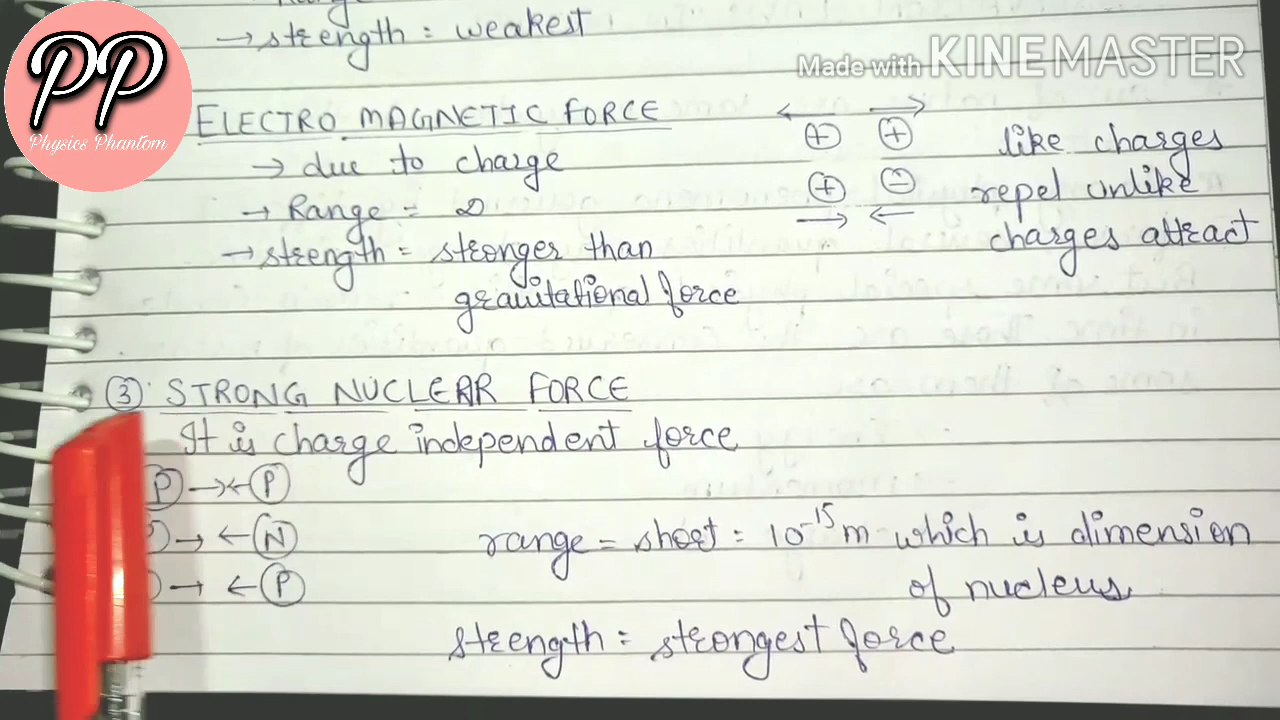 → strength = weakest
PP
Physics Phantom
Made with KINEMASTER
ELECTRO MAGNETIC FORCE
→ due to charge
→ Range = ∞
→ strength = stronger than
gravitational force
+ +
+ −
like charges
repel unlike
charges attract
③ STRONG NUCLEAR FORCE
It is charge independent force
P →← P
→ ← N
→ ← P
range = short = 10⁻¹⁵ m which is dimension
of nucleus
strength = strongest force